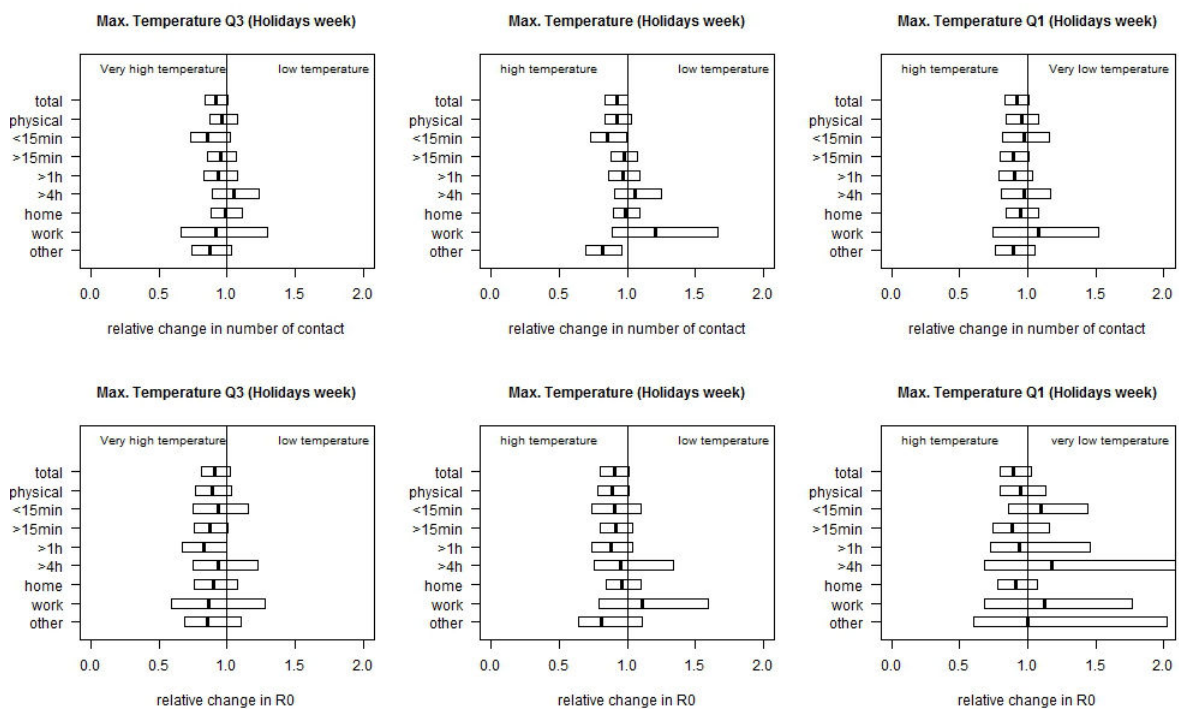 Max. Temperature Q3 (Holidays week)
Very high temperature
low temperature
total
physical
<15min
>15min
>1h
>4h
home
work
other
0.0 0.5 1.0 1.5 2.0
relative change in number of contact
Max. Temperature (Holidays week)
high temperature
low temperature
total
physical
<15min
>15min
>1h
>4h
home
work
other
0.0 0.5 1.0 1.5 2.0
relative change in number of contact
Max. Temperature Q1 (Holidays week)
high temperature
Very low temperature
total
physical
<15min
>15min
>1h
>4h
home
work
other
0.0 0.5 1.0 1.5 2.0
relative change in number of contact
Max. Temperature Q3 (Holidays week)
Very high temperature
low temperature
total
physical
<15min
>15min
>1h
>4h
home
work
other
0.0 0.5 1.0 1.5 2.0
relative change in R0
Max. Temperature (Holidays week)
high temperature
low temperature
total
physical
<15min
>15min
>1h
>4h
home
work
other
0.0 0.5 1.0 1.5 2.0
relative change in R0
Max. Temperature Q1 (Holidays week)
high temperature
very low temperature
total
physical
<15min
>15min
>1h
>4h
home
work
other
0.0 0.5 1.0 1.5 2.0
relative change in R0